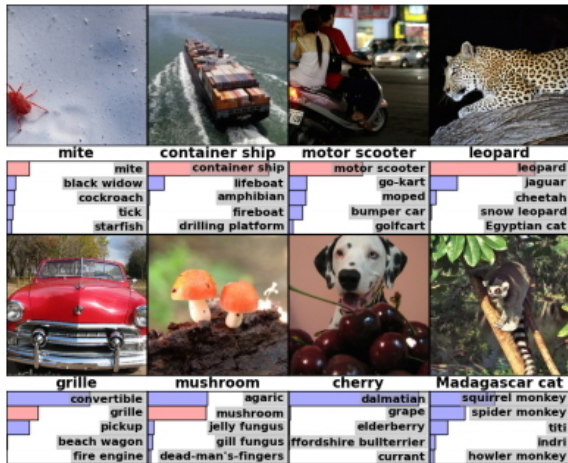 mite
container ship
motor scooter
leopard
mite
black widow
cockroach
tick
starfish
container ship
lifeboat
amphibian
fireboat
drilling platform
motor scooter
go-kart
moped
bumper car
golfcart
leopard
jaguar
cheetah
snow leopard
Egyptian cat
grille
mushroom
cherry
Madagascar cat
convertible
grille
pickup
beach wagon
fire engine
agaric
mushroom
jelly fungus
gill fungus
dead-man's-fingers
dalmatian
grape
elderberry
ffordshire bullterrier
currant
squirrel monkey
spider monkey
titi
indri
howler monkey